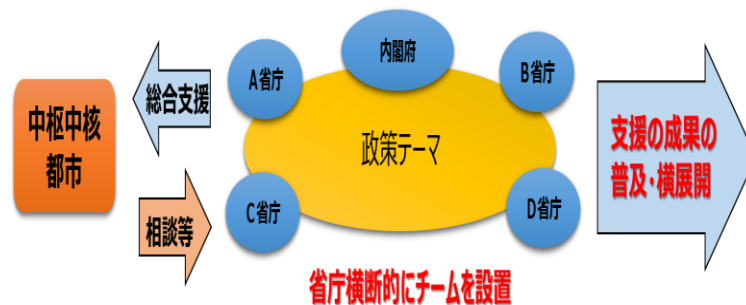 内閣府
A省庁
B省庁
総合支援
中枢中核
都市
政策テーマ
支援の成果の
普及・横展開
C省庁
D省庁
相談等
省庁横断的にチームを設置